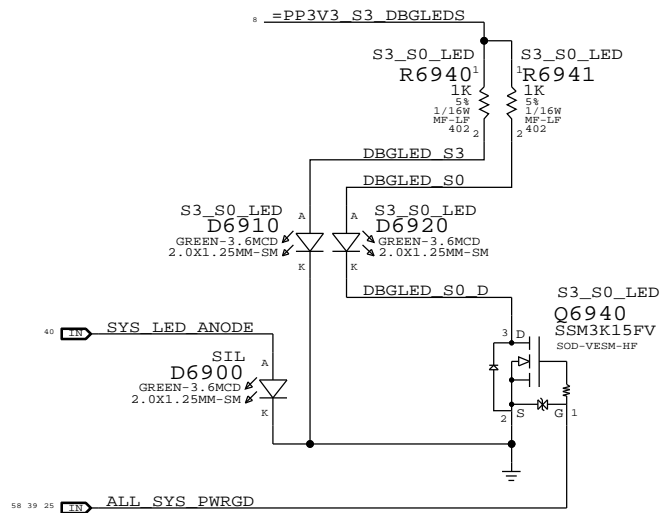 8 =PP3V3_S3_DBGLEDS
S3_S0_LED S3_S0_LED
R6940 1 1 R6941
1K 1K
5% 5%
1/16W 1/16W
MF-LF MF-LF
402 2 2 402
DBGLED_S3
DBGLED_S0
S3_S0_LED A A S3_S0_LED
D6910 D6920
GREEN-3.6MCD GREEN-3.6MCD
2.0X1.25MM-SM 2.0X1.25MM-SM
K K
DBGLED_S0_D S3_S0_LED
Q6940
3 D SSM3K15FV
SOD-VESM-HF
40 IN SYS_LED_ANODE
SIL A
D6900
GREEN-3.6MCD
2.0X1.25MM-SM
K
2 S G 1
58 39 25 IN ALL_SYS_PWRGD